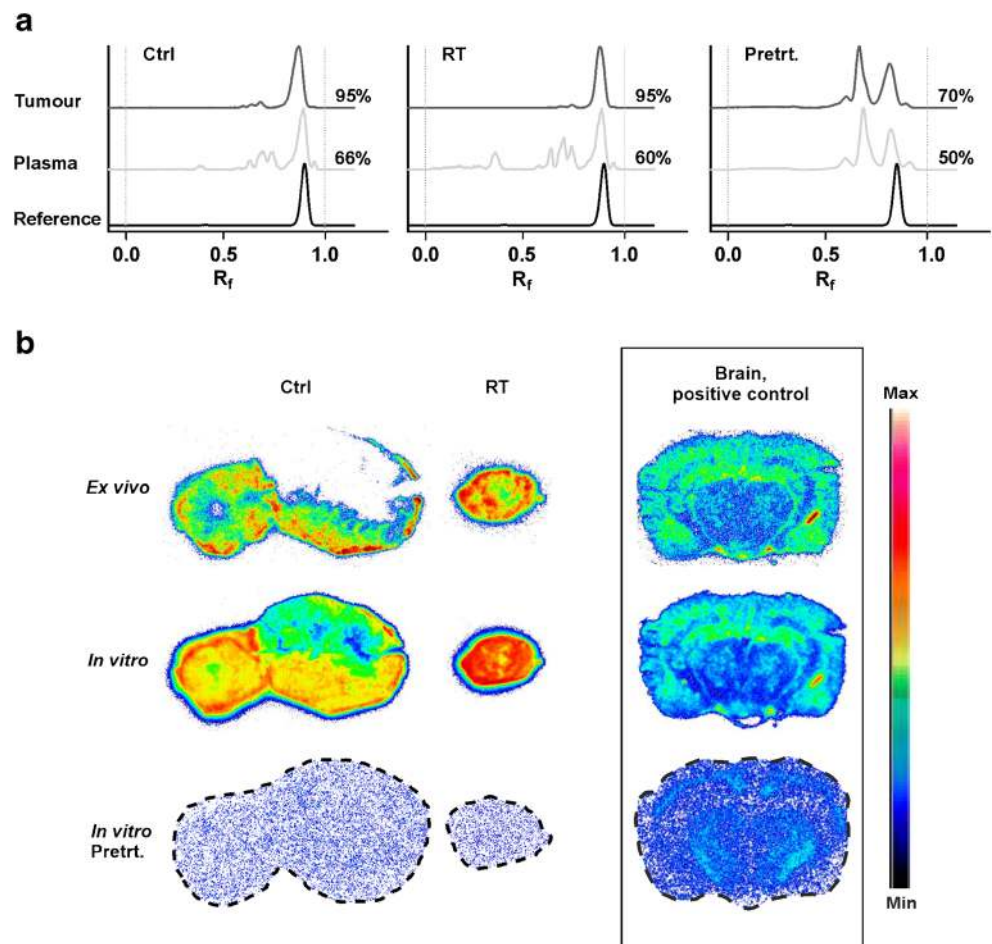 a
Ctrl
RT
Pretrt.
Tumour
95%
95%
70%
Plasma
66%
60%
50%
Reference
0.0 0.5 1.0
0.0 0.5 1.0
0.0 0.5 1.0
Rf
Rf
Rf
b
Ctrl
RT
Brain,
positive control
Max
Ex vivo
In vitro
In vitro
Pretrt.
Min